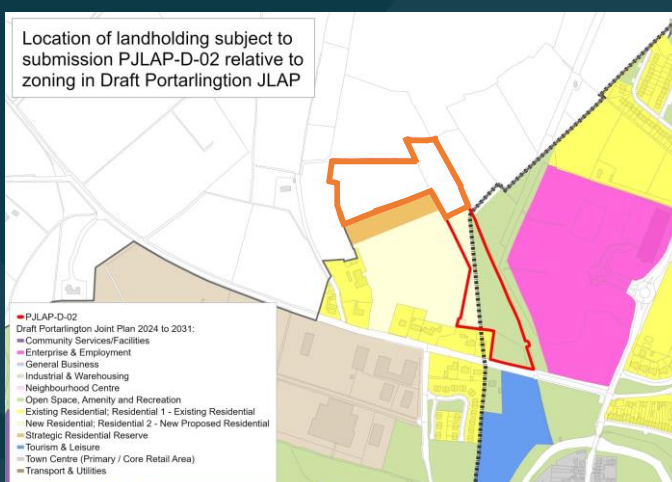 Location of landholding subject to
submission PJLAP-D-02 relative to
zoning in Draft Portarlingtion JLAP
PJLAP-D-02
Draft Portarlington Joint Plan 2024 to 2031:
Community Services/Facilities
Enterprise & Employment
General Business
Industrial & Warehousing
Neighbourhood Centre
Open Space, Amenity and Recreation
Existing Residential; Residential 1 - Existing Residential
New Residential; Residential 2 - New Proposed Residential
Strategic Residential Reserve
Tourism & Leisure
Town Centre (Primary / Core Retail Area)
Transport & Utilities